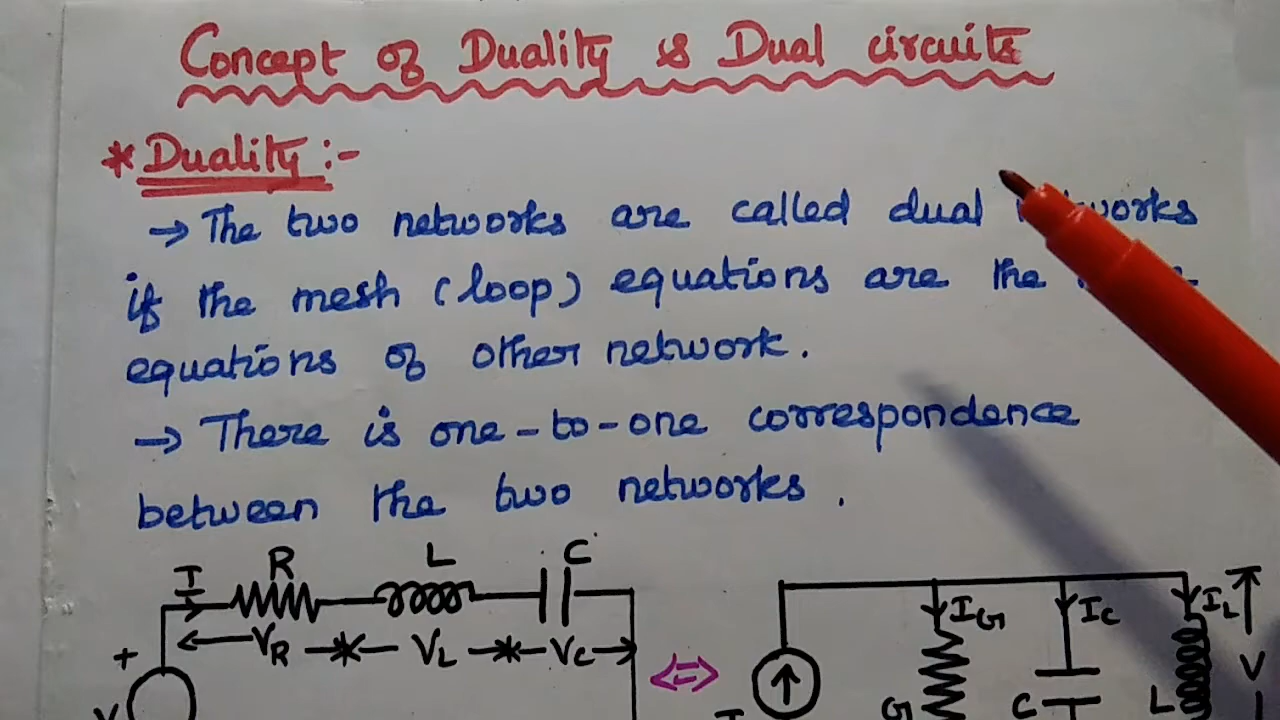 Concept of Duality & Dual circuits
* Duality :-
→ The two networks are called dual
if the mesh (loop) equations are the
equations of other network.
→ There is one-to-one correspondence
between the two networks.
I R L C
+ VR VL VC
V
I IG IC IL
G C L V